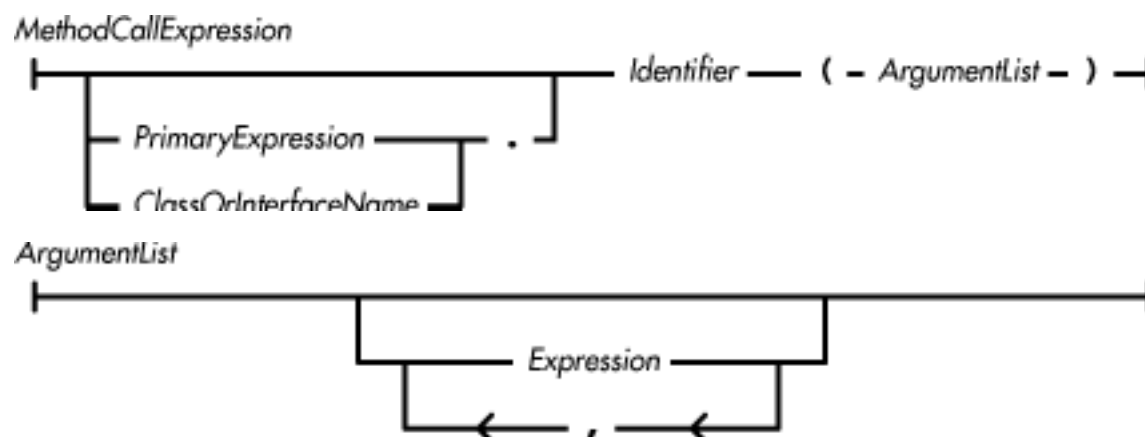 MethodCallExpression
Identifier ( ArgumentList )
PrimaryExpression .
ClassOrInterfaceName
ArgumentList
Expression
,